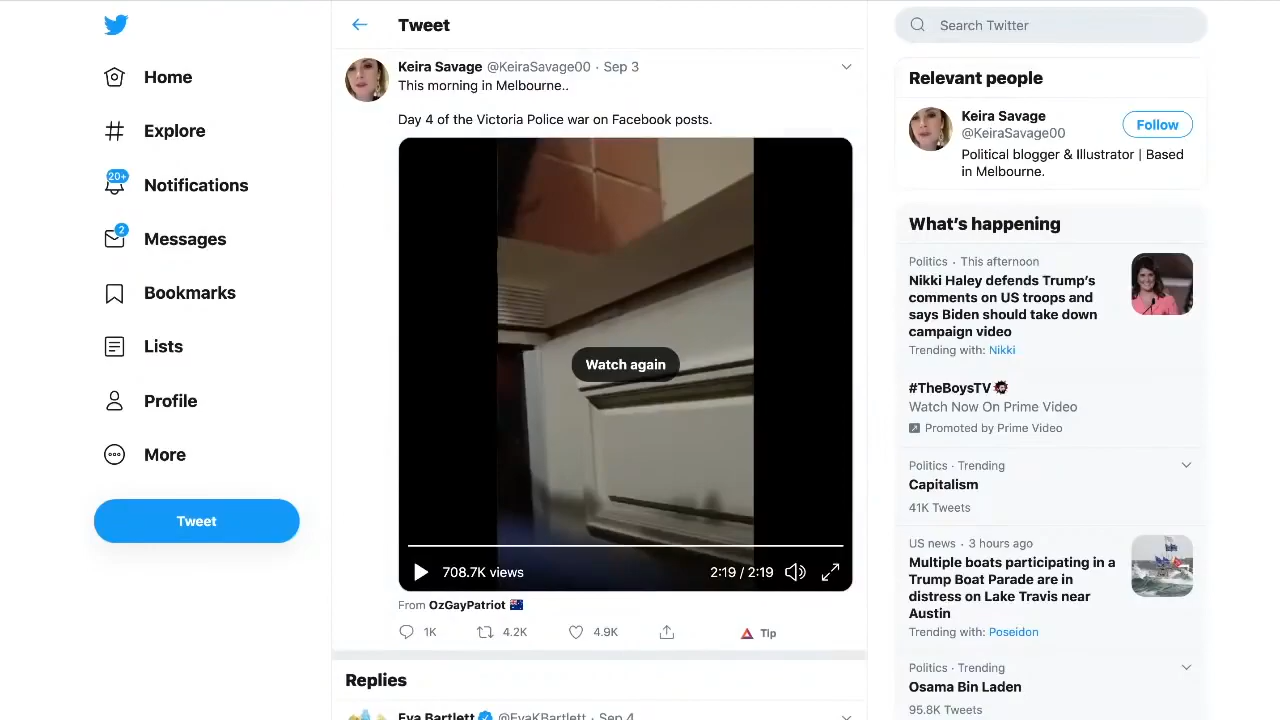 Home
Explore
20+
Notifications
2
Messages
Bookmarks
Lists
Profile
More
Tweet
Tweet
Keira Savage @KeiraSavage00 · Sep 3
This morning in Melbourne..
Day 4 of the Victoria Police war on Facebook posts.
Watch again
708.7K views
2:19 / 2:19
From OzGayPatriot 🇦🇺
1K
4.2K
4.9K
Tip
Replies
Eva Bartlett @EvaKBartlett · Sep 4
Search Twitter
Relevant people
Keira Savage
@KeiraSavage00
Follow
Political blogger & Illustrator | Based
in Melbourne.
What's happening
Politics · This afternoon
Nikki Haley defends Trump's
comments on US troops and
says Biden should take down
campaign video
Trending with: Nikki
#TheBoysTV
Watch Now On Prime Video
Promoted by Prime Video
Politics · Trending
Capitalism
41K Tweets
US news · 3 hours ago
Multiple boats participating in a
Trump Boat Parade are in
distress on Lake Travis near
Austin
Trending with: Poseidon
Politics · Trending
Osama Bin Laden
95.8K Tweets